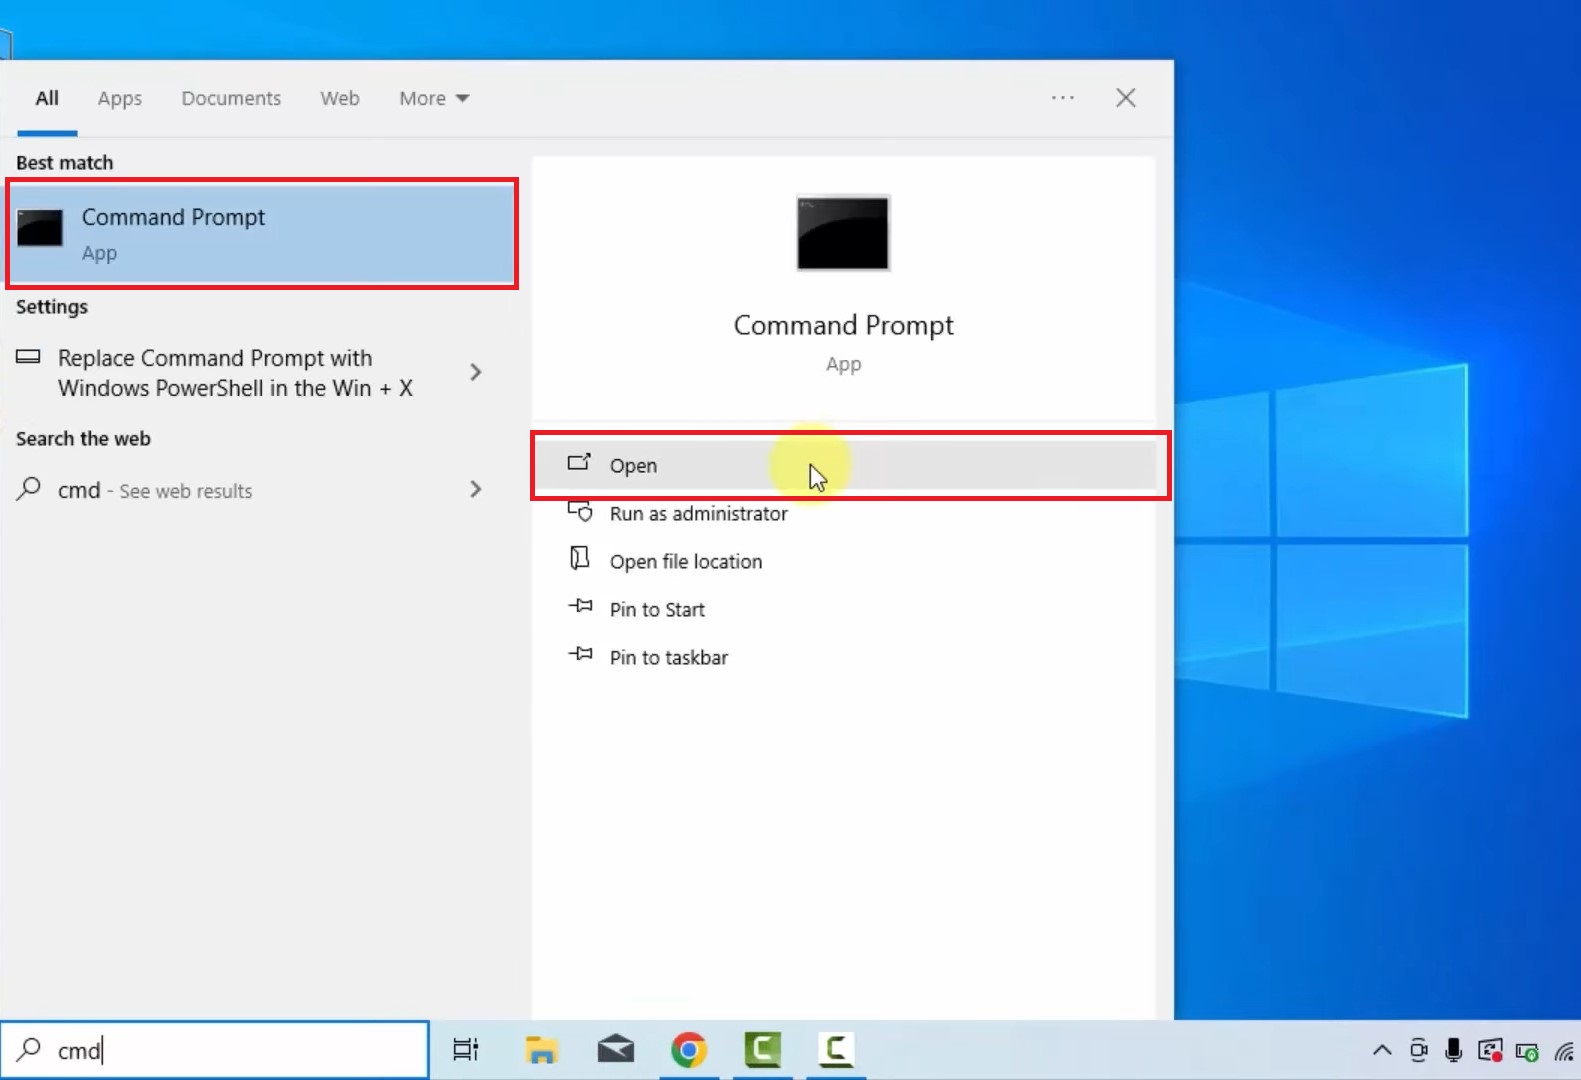 All Apps Documents Web More
Best match
Command Prompt
App
Settings
Replace Command Prompt with
Windows PowerShell in the Win + X
Search the web
cmd - See web results
Command Prompt
App
Open
Run as administrator
Open file location
Pin to Start
Pin to taskbar
cmd